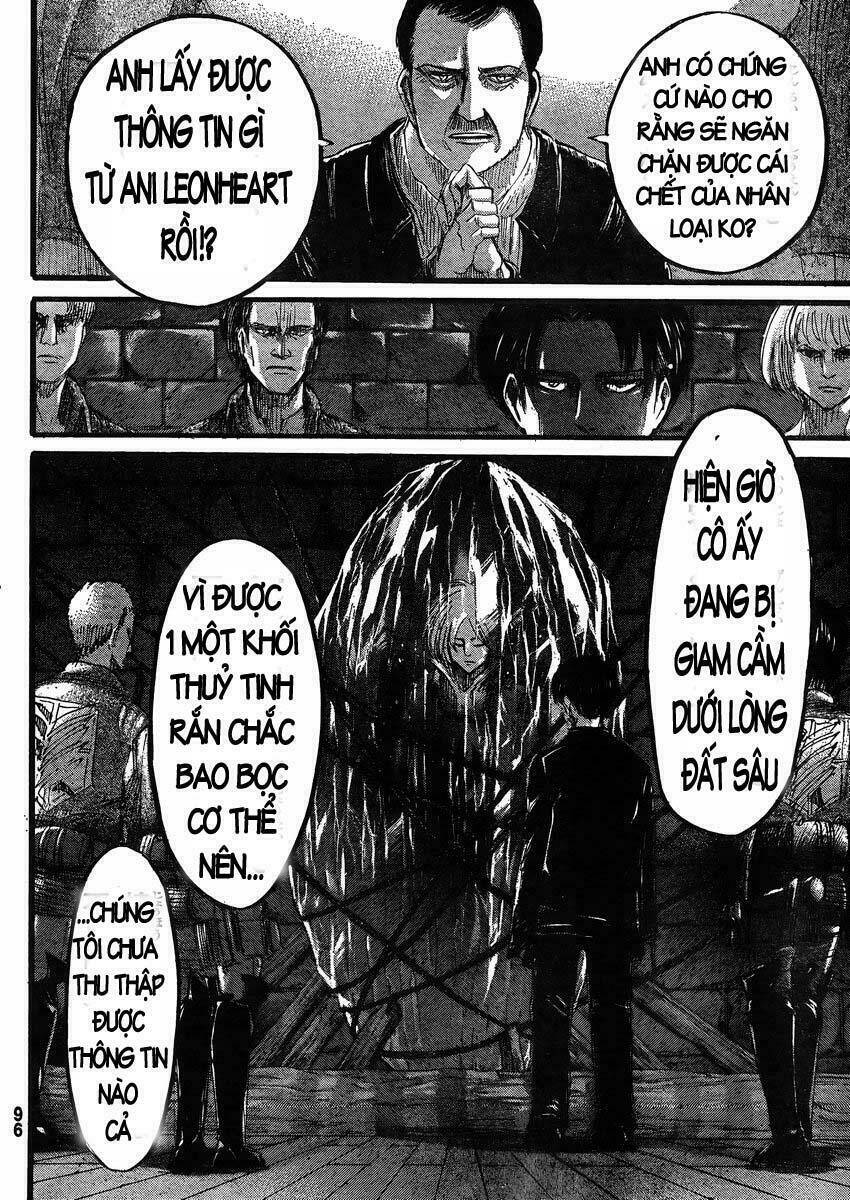 ANH CÓ CHỨNG
CỨ NÀO CHO
RẰNG SẼ NGĂN
CHẶN ĐƯỢC CÁI
CHẾT CỦA NHÂN
LOẠI KO?
ANH LẤY ĐƯỢC
THÔNG TIN GÌ
TỪ ANI LEONHEART
RỒI!?
HIỆN GIỜ
CÔ ẤY
ĐANG BỊ
GIAM CẦM
DƯỚI LÒNG
ĐẤT SÂU
VÌ ĐƯỢC
1 MỘT KHỐI
THUỶ TINH
RẮN CHẮC
BAO BỌC
CƠ THỂ
NÊN...
...CHÚNG
TÔI CHƯA
THU THẬP
ĐƯỢC
THÔNG TIN
NÀO
CẢ
96